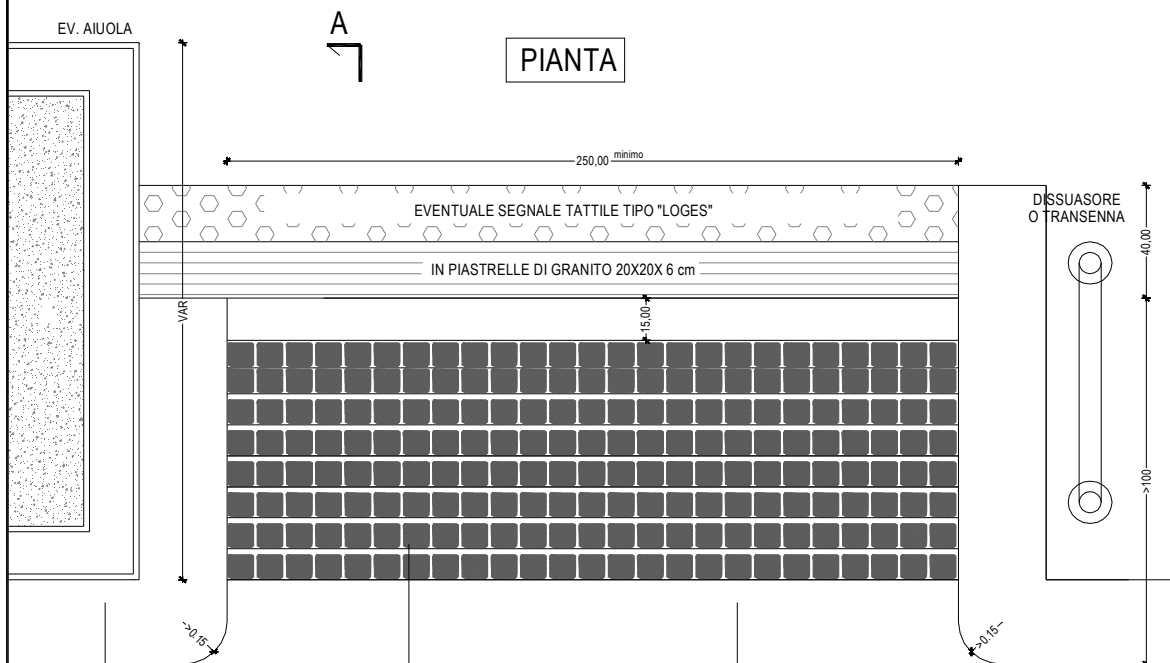 EV. AIUOLA
A
PIANTA
250,00 minimo
EVENTUALE SEGNALE TATTILE TIPO "LOGES"
DISSUASORE
O TRANSENNA
40,00
IN PIASTRELLE DI GRANITO 20X20X 6 cm
VAR
15,00
>100
>0.15
>0.15